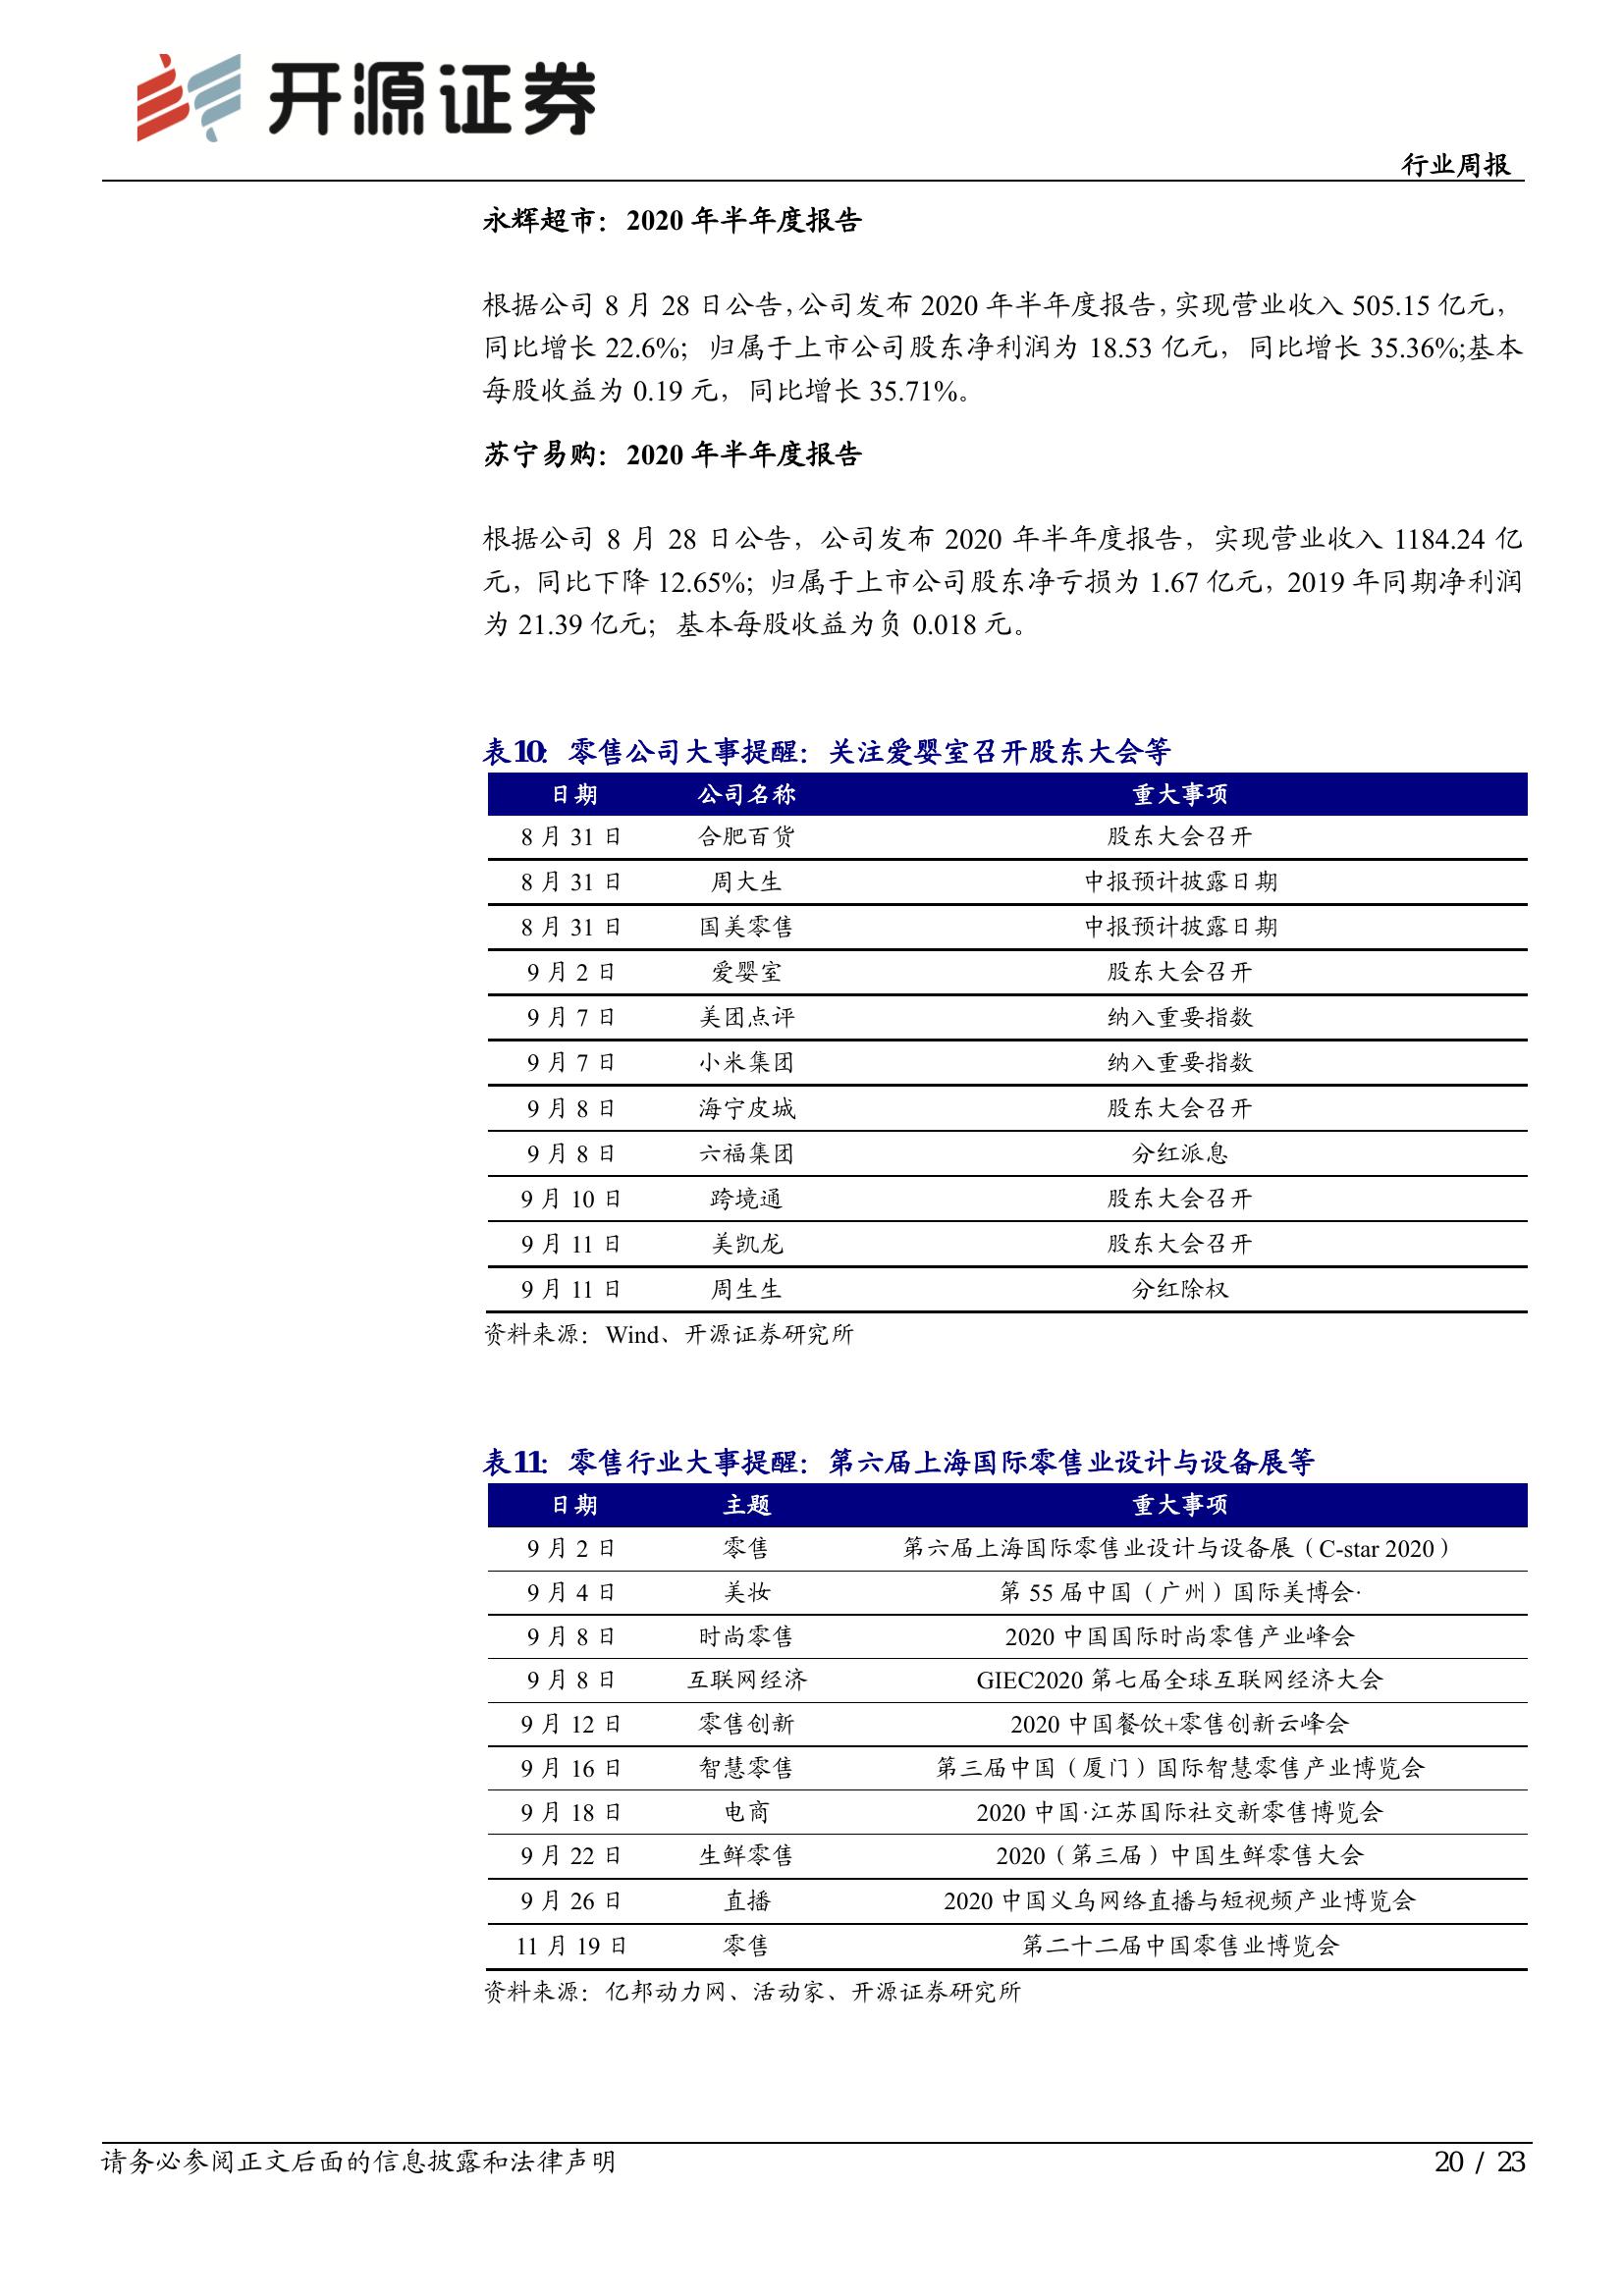 开源证券
行业周报
永辉超市：2020 年半年度报告
根据公司 8 月 28 日公告，公司发布 2020 年半年度报告，实现营业收入 505.15 亿元，
同比增长 22.6%；归属于上市公司股东净利润为 18.53 亿元，同比增长 35.36%;基本
每股收益为 0.19 元，同比增长 35.71%。
苏宁易购：2020 年半年度报告
根据公司 8 月 28 日公告，公司发布 2020 年半年度报告，实现营业收入 1184.24 亿
元，同比下降 12.65%；归属于上市公司股东净亏损为 1.67 亿元，2019 年同期净利润
为 21.39 亿元；基本每股收益为负 0.018 元。
表10：零售公司大事提醒：关注爱婴室召开股东大会等
日期 公司名称 重大事项
8 月 31 日 合肥百货 股东大会召开
8 月 31 日 周大生 中报预计披露日期
8 月 31 日 国美零售 中报预计披露日期
9 月 2 日 爱婴室 股东大会召开
9 月 7 日 美团点评 纳入重要指数
9 月 7 日 小米集团 纳入重要指数
9 月 8 日 海宁皮城 股东大会召开
9 月 8 日 六福集团 分红派息
9 月 10 日 跨境通 股东大会召开
9 月 11 日 美凯龙 股东大会召开
9 月 11 日 周生生 分红除权
资料来源：Wind、开源证券研究所
表11：零售行业大事提醒：第六届上海国际零售业设计与设备展等
日期 主题 重大事项
9 月 2 日 零售 第六届上海国际零售业设计与设备展（C-star 2020）
9 月 4 日 美妆 第 55 届中国（广州）国际美博会·
9 月 8 日 时尚零售 2020 中国国际时尚零售产业峰会
9 月 8 日 互联网经济 GIEC2020 第七届全球互联网经济大会
9 月 12 日 零售创新 2020 中国餐饮+零售创新云峰会
9 月 16 日 智慧零售 第三届中国（厦门）国际智慧零售产业博览会
9 月 18 日 电商 2020 中国·江苏国际社交新零售博览会
9 月 22 日 生鲜零售 2020（第三届）中国生鲜零售大会
9 月 26 日 直播 2020 中国义乌网络直播与短视频产业博览会
11 月 19 日 零售 第二十二届中国零售业博览会
资料来源：亿邦动力网、活动家、开源证券研究所
请务必参阅正文后面的信息披露和法律声明 20 / 23